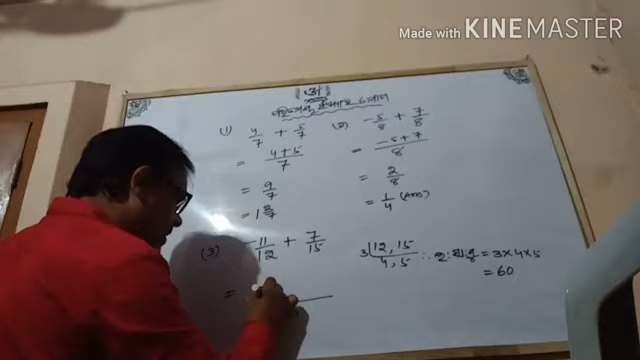 Made with KINEMASTER
(1) 4/7 + 5/7
= 4+5/7
= 9/7
= 1 2/7
(2) -5/8 + 7/8
= -5+7/8
= 2/8
= 1/4 (Ans)
(3) -11/12 + 7/15
=
3|12, 15
4, 5
= 3×4×5
= 60